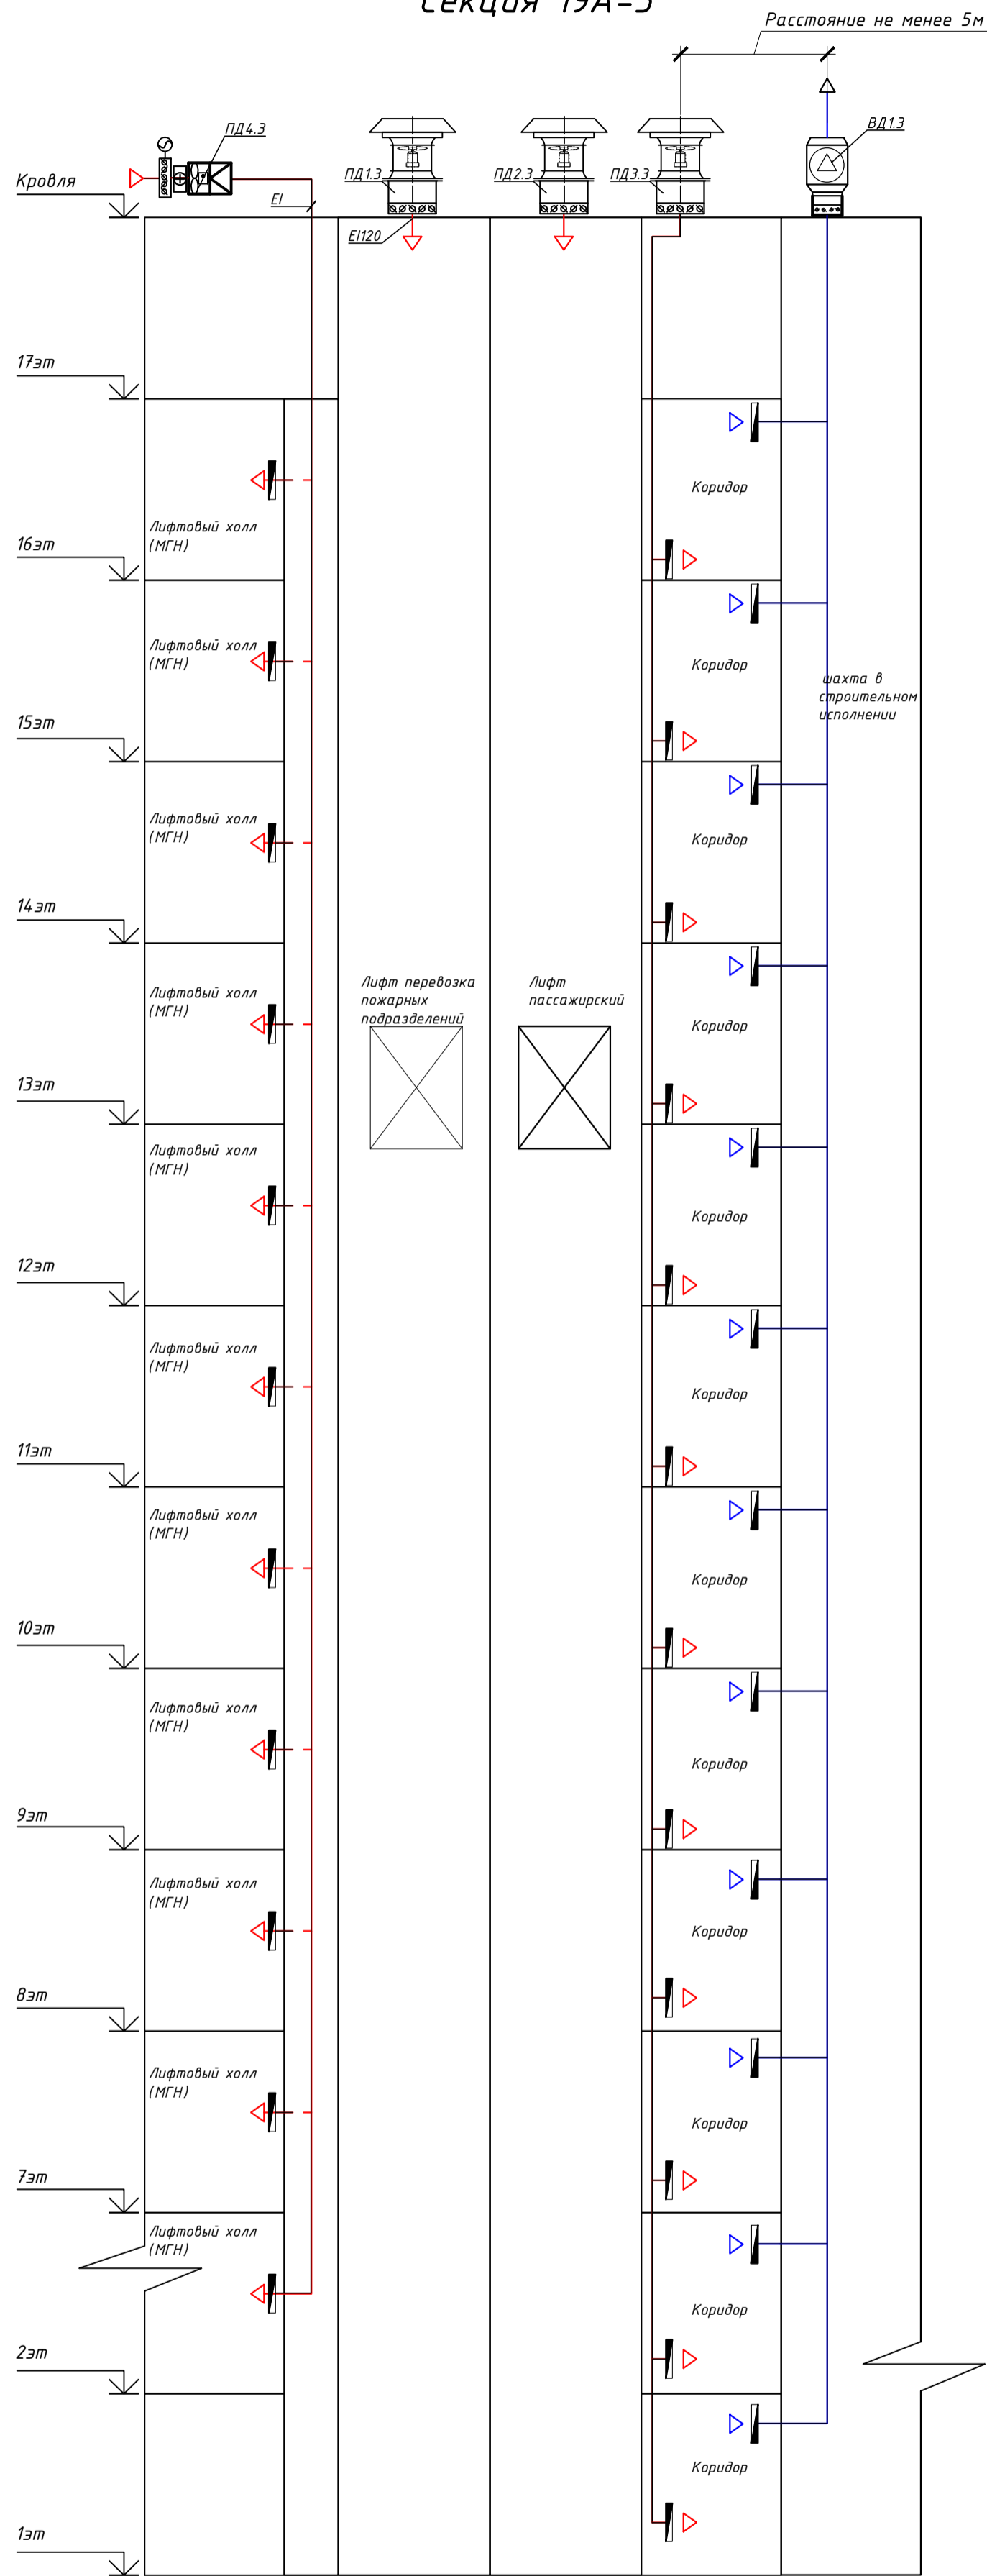 секция 19А-3
Расстояние не менее 5м
ПД4.3
ВД1.3
ПД1.3
ПД2.3
ПД3.3
Кровля
EI
EI120
17эт
Коридор
Лифтовый холл
(МГН)
16эт
Лифтовый холл
(МГН)
Коридор
шахта в
строительном
исполнении
15эт
Лифтовый холл
(МГН)
Коридор
14эт
Лифт перевозка
пожарных
подразделений
Лифт
пассажирский
Лифтовый холл
(МГН)
Коридор
13эт
Лифтовый холл
(МГН)
Коридор
12эт
Лифтовый холл
(МГН)
Коридор
11эт
Лифтовый холл
(МГН)
Коридор
10эт
Лифтовый холл
(МГН)
Коридор
9эт
Лифтовый холл
(МГН)
Коридор
8эт
Лифтовый холл
(МГН)
Коридор
7эт
Лифтовый холл
(МГН)
Коридор
2эт
Коридор
1эт